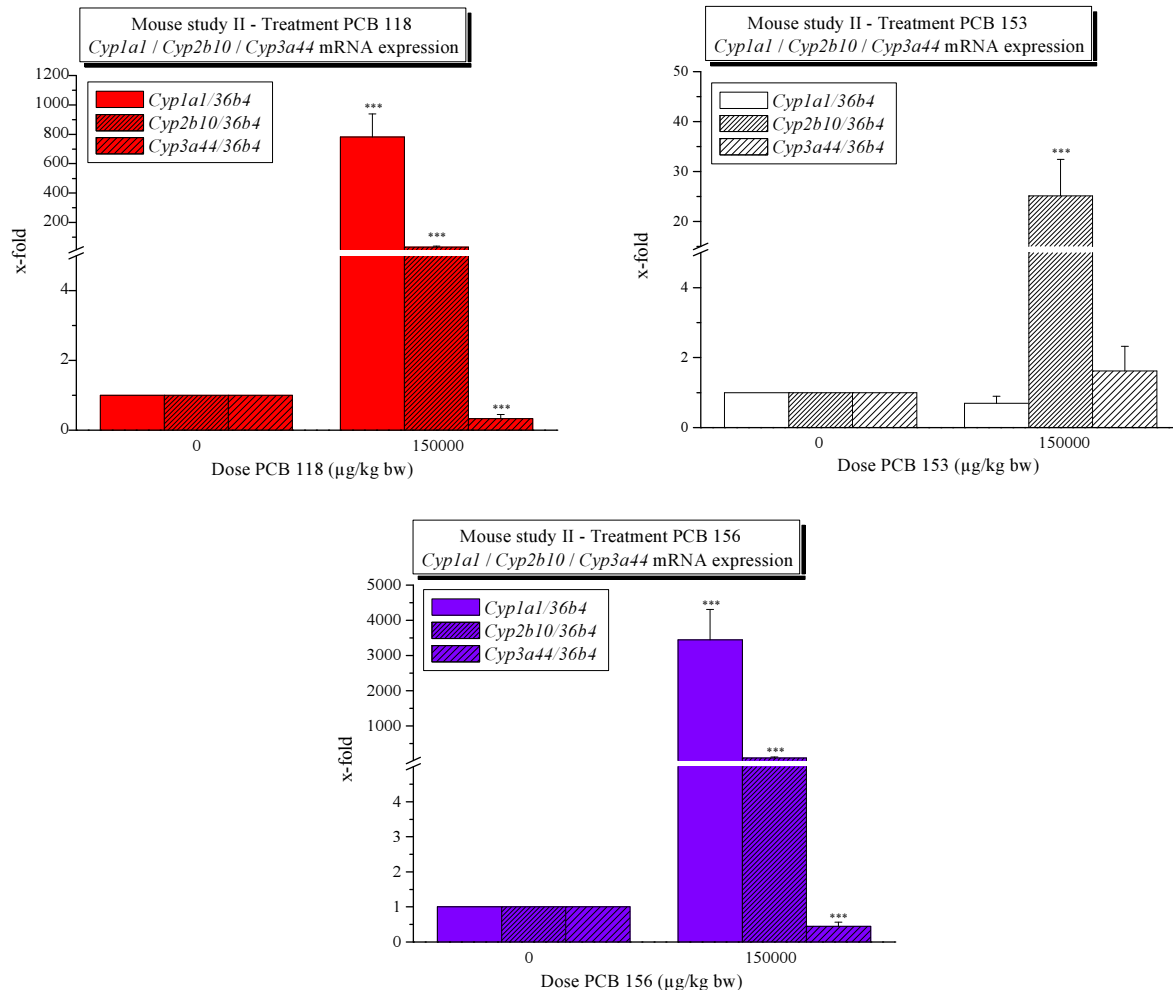 Mouse study II - Treatment PCB 118
Cyp1a1 / Cyp2b10 / Cyp3a44 mRNA expression
1200
1000
800
600
400
200
4
2
0
x-fold
Cyp1a1/36b4
Cyp2b10/36b4
Cyp3a44/36b4
***
***
***
0
150000
Dose PCB 118 (µg/kg bw)
Mouse study II - Treatment PCB 153
Cyp1a1 / Cyp2b10 / Cyp3a44 mRNA expression
50
40
30
20
4
2
0
x-fold
Cyp1a1/36b4
Cyp2b10/36b4
Cyp3a44/36b4
***
0
150000
Dose PCB 153 (µg/kg bw)
Mouse study II - Treatment PCB 156
Cyp1a1 / Cyp2b10 / Cyp3a44 mRNA expression
5000
4000
3000
2000
1000
4
3
2
1
0
x-fold
Cyp1a1/36b4
Cyp2b10/36b4
Cyp3a44/36b4
***
***
***
0
150000
Dose PCB 156 (µg/kg bw)